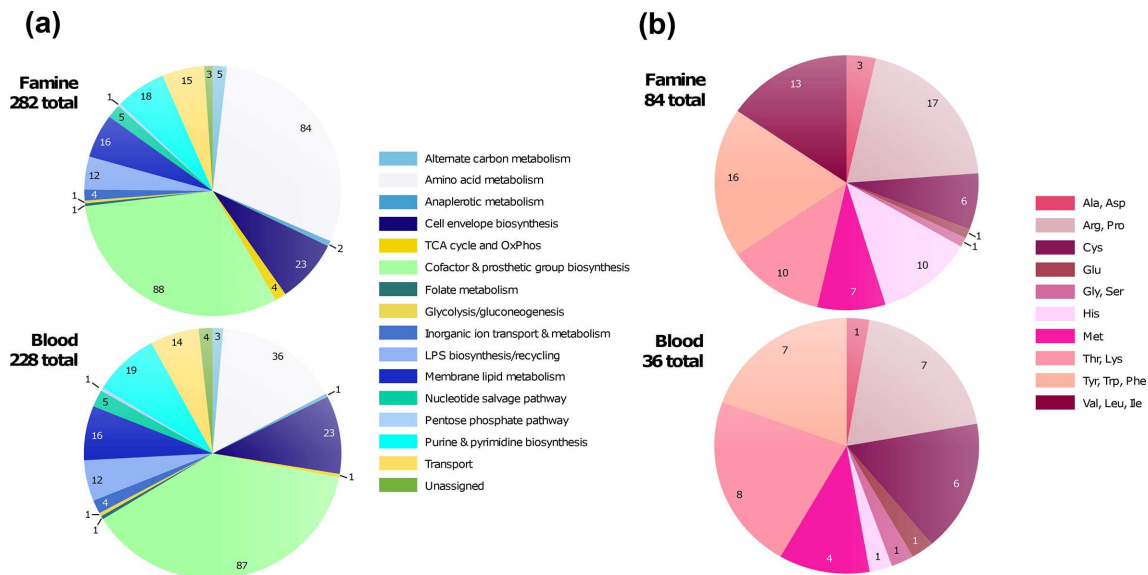 (a)
(b)
Famine
282 total
3
5
84
2
23
4
88
1
1
4
12
16
5
1
18
15
Blood
228 total
4
3
36
1
23
1
87
1
1
4
12
16
5
1
19
14
Alternate carbon metabolism
Amino acid metabolism
Anaplerotic metabolism
Cell envelope biosynthesis
TCA cycle and OxPhos
Cofactor & prosthetic group biosynthesis
Folate metabolism
Glycolysis/gluconeogenesis
Inorganic ion transport & metabolism
LPS biosynthesis/recycling
Membrane lipid metabolism
Nucleotide salvage pathway
Pentose phosphate pathway
Purine & pyrimidine biosynthesis
Transport
Unassigned
Famine
84 total
3
17
6
1
1
10
7
10
16
13
Blood
36 total
1
7
6
1
1
1
4
8
7
Ala, Asp
Arg, Pro
Cys
Glu
Gly, Ser
His
Met
Thr, Lys
Tyr, Trp, Phe
Val, Leu, Ile